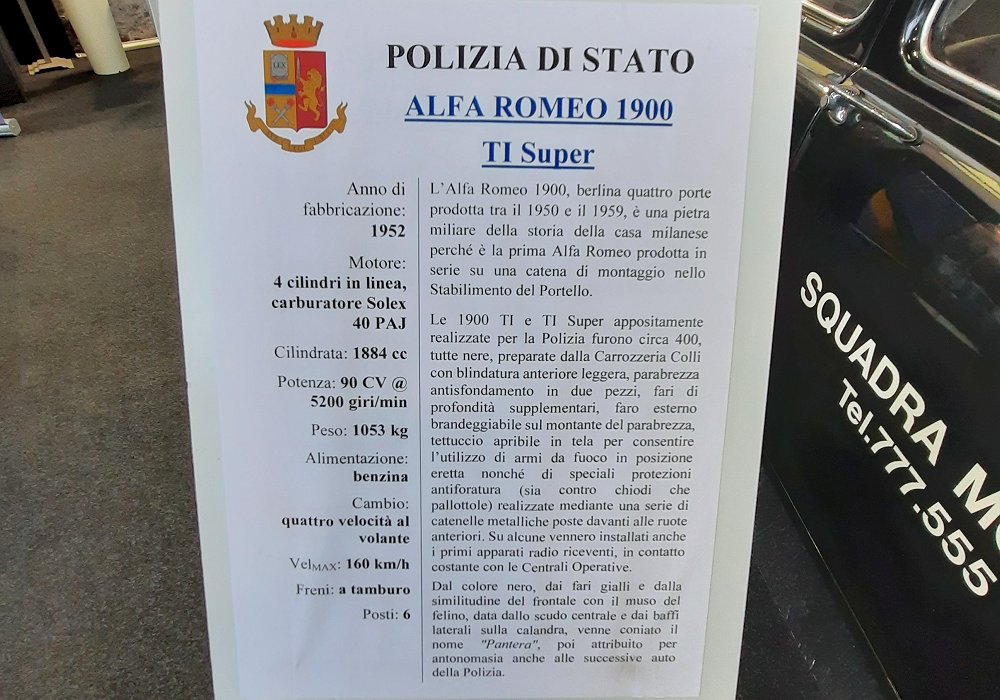 LEX
POLIZIA DI STATO
ALFA ROMEO 1900
TI Super
Anno di
fabbricazione:
1952
Motore:
4 cilindri in linea,
carburatore Solex
40 PAJ
Cilindrata: 1884 cc
Potenza: 90 CV @
5200 giri/min
Peso: 1053 kg
Alimentazione:
benzina
Cambio:
quattro velocità al
volante
VelMAX: 160 km/h
Freni: a tamburo
Posti: 6
L'Alfa Romeo 1900, berlina quattro porte
prodotta tra il 1950 e il 1959, è una pietra
miliare della storia della casa milanese
perché è la prima Alfa Romeo prodotta in
serie su una catena di montaggio nello
Stabilimento del Portello.
Le 1900 TI e TI Super appositamente
realizzate per la Polizia furono circa 400,
tutte nere, preparate dalla Carrozzeria Colli
con blindatura anteriore leggera, parabrezza
antisfondamento in due pezzi, fari di
profondità supplementari, faro esterno
brandeggiabile sul montante del parabrezza,
tettuccio apribile in tela per consentire
l'utilizzo di armi da fuoco in posizione
eretta nonché di speciali protezioni
antiforatura (sia contro chiodi che
pallottole) realizzate mediante una serie di
catenelle metalliche poste davanti alle ruote
anteriori. Su alcune vennero installati anche
i primi apparati radio riceventi, in contatto
costante con le Centrali Operative.
Dal colore nero, dai fari gialli e dalla
similitudine del frontale con il muso del
felino, data dallo scudo centrale e dai baffi
laterali sulla calandra, venne coniato il
nome "Pantera", poi attribuito per
antonomasia anche alle successive auto
della Polizia.
SQUADRA MO
Tel.777.555